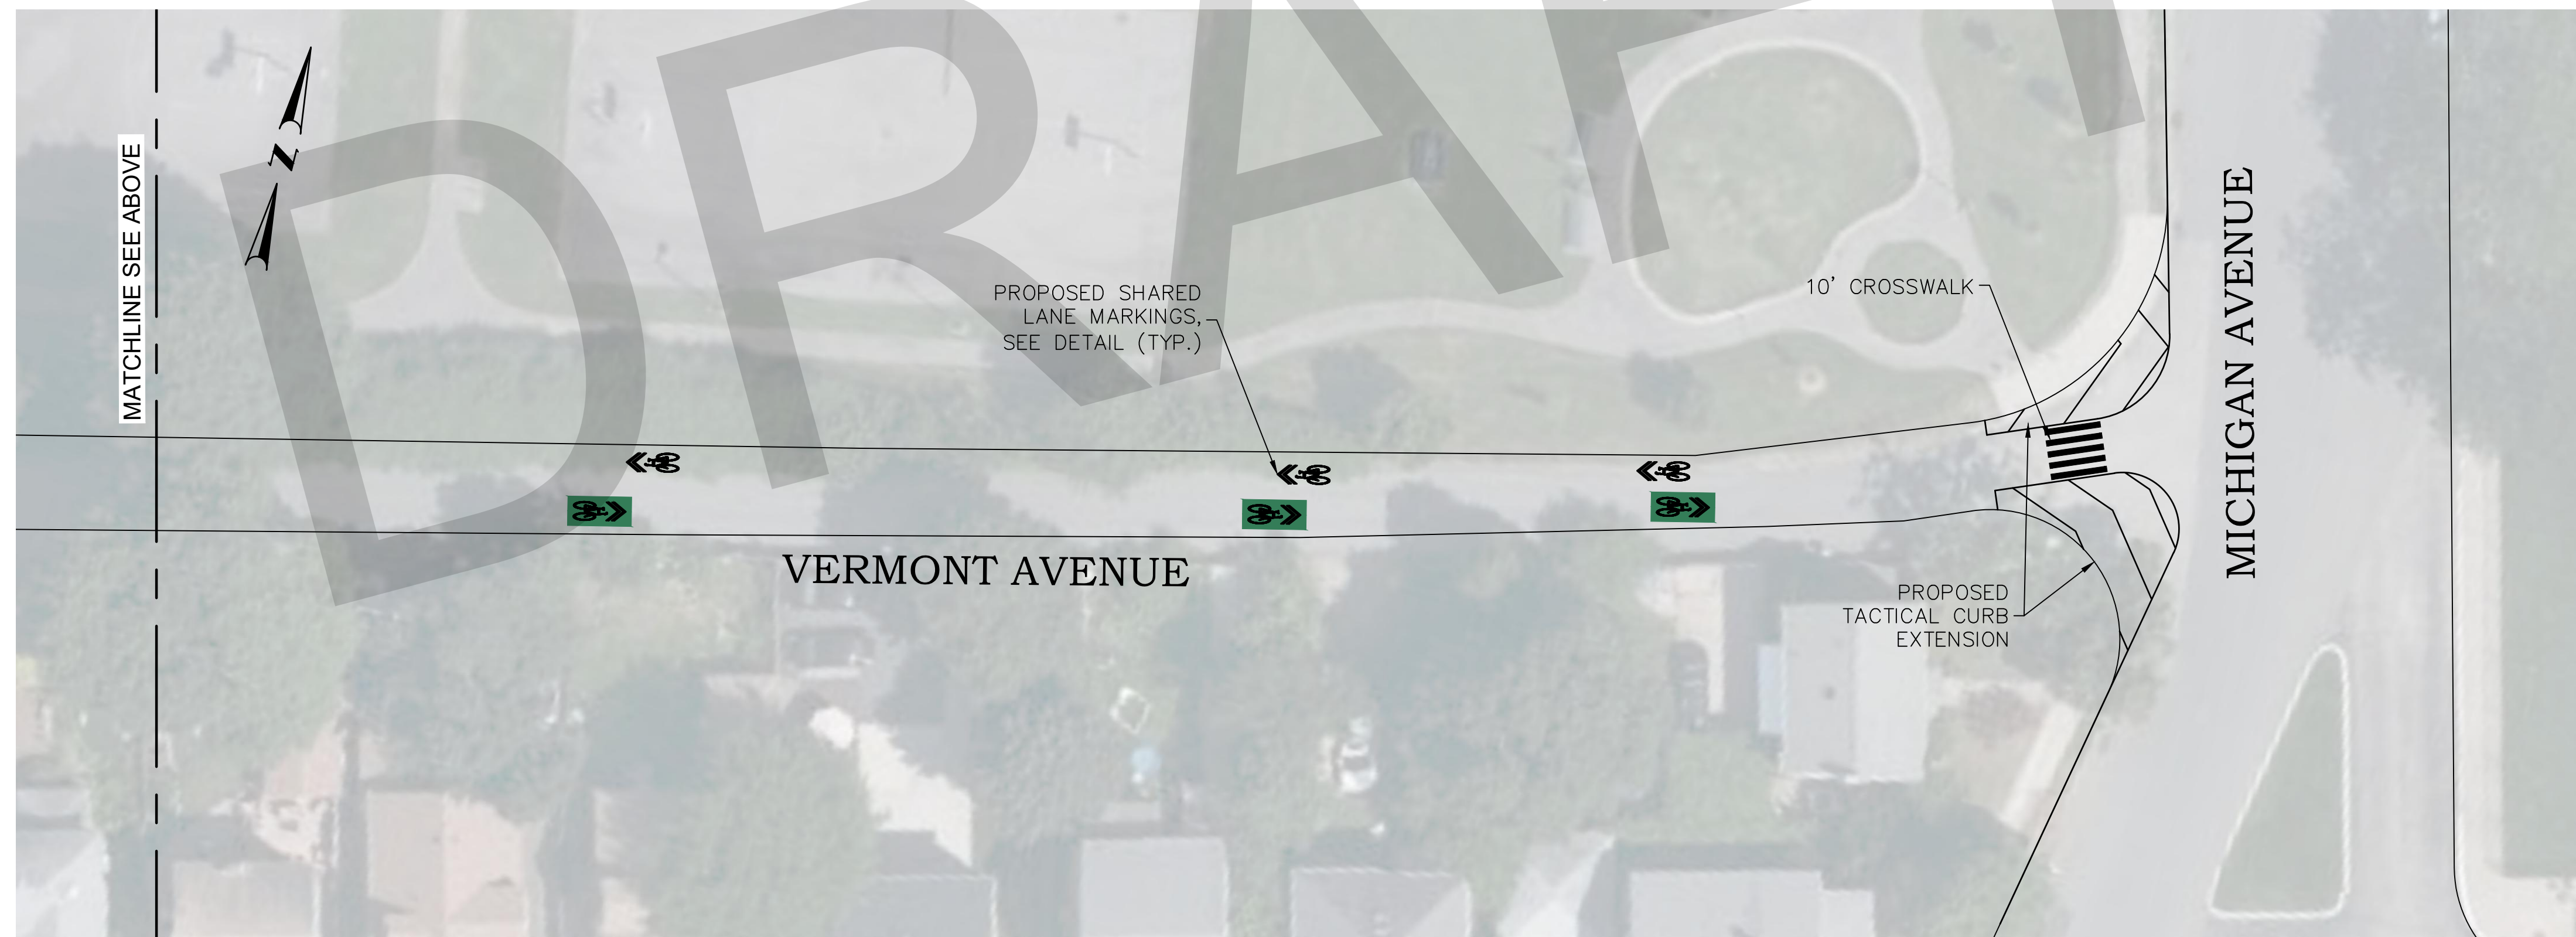 DRAFT
MATCHLINE SEE ABOVE
N
PROPOSED SHARED
LANE MARKINGS,
SEE DETAIL (TYP.)
10' CROSSWALK
MICHIGAN AVENUE
VERMONT AVENUE
PROPOSED
TACTICAL CURB
EXTENSION